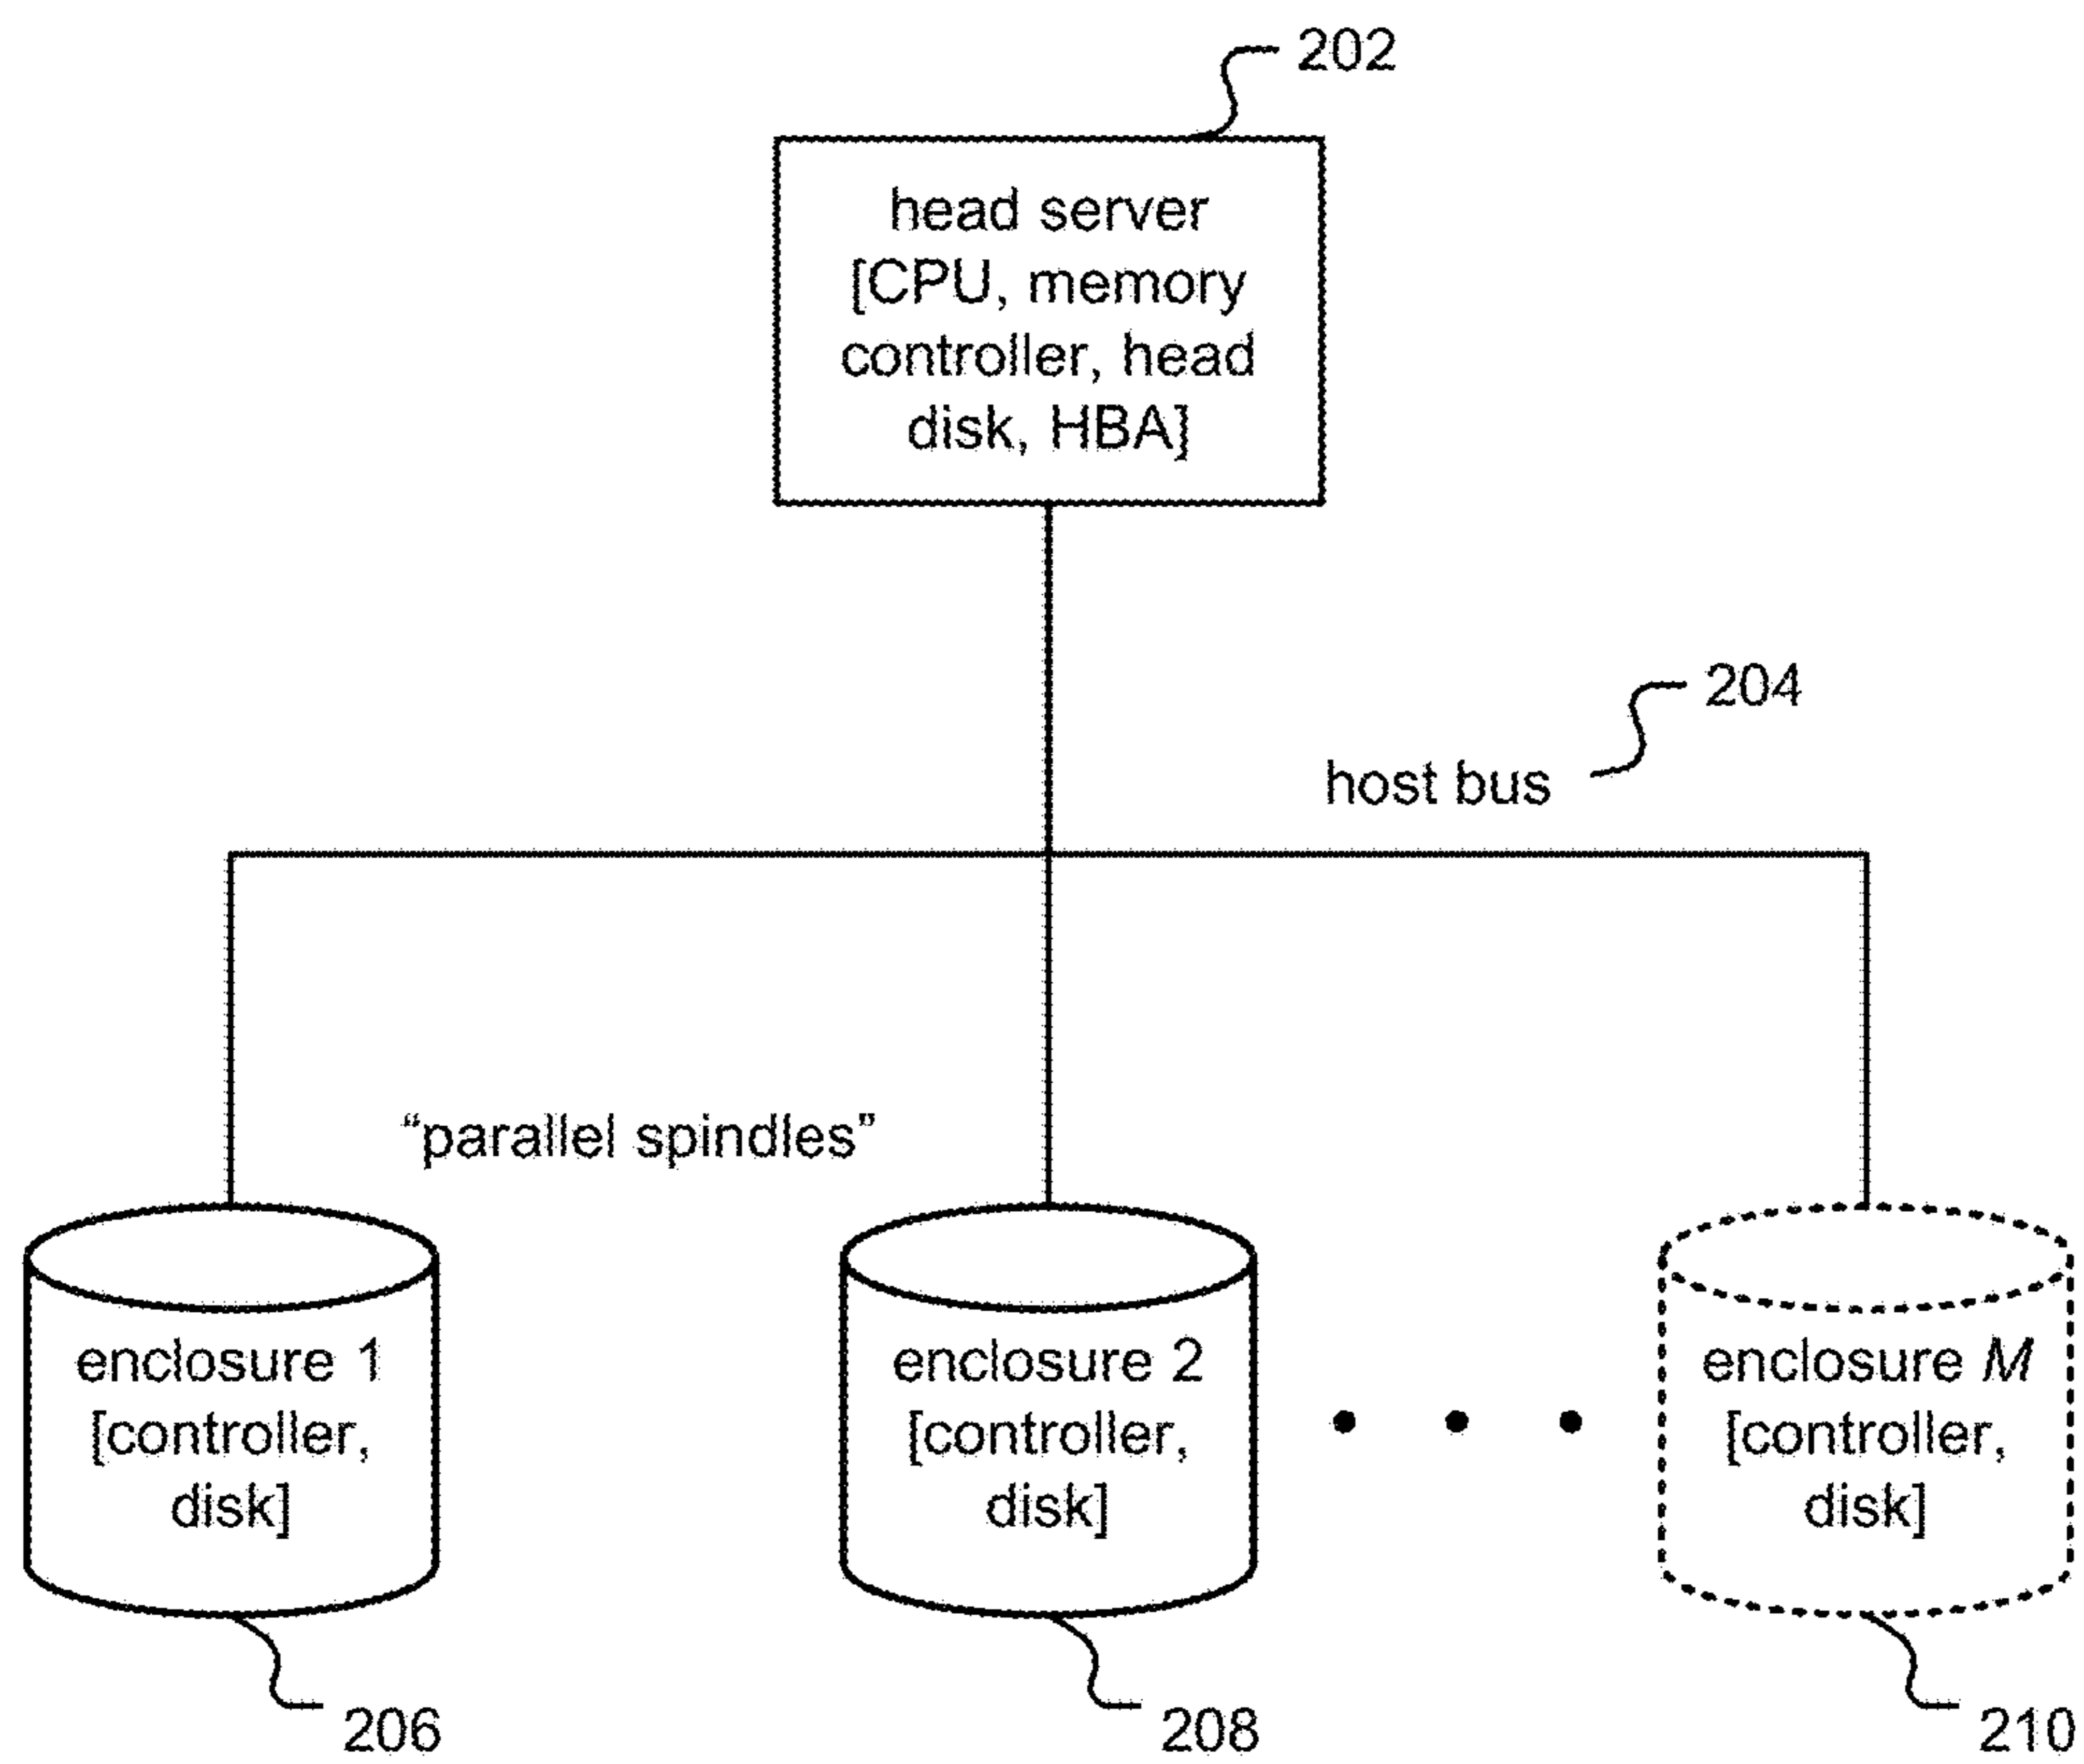 202
head server
[CPU, memory
controller, head
disk, HBA]
204
host bus
“parallel spindles”
enclosure 1
[controller,
disk]
enclosure 2
[controller,
disk]
enclosure M
[controller,
disk]
206
208
210